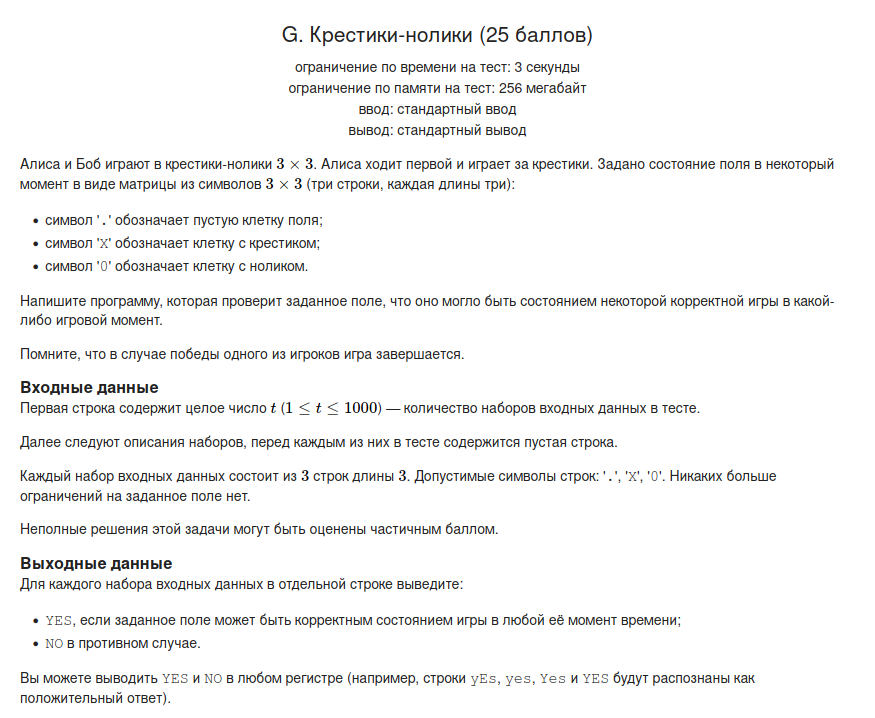 G. Крестики-нолики (25 баллов)
ограничение по времени на тест: 3 секунды
ограничение по памяти на тест: 256 мегабайт
ввод: стандартный ввод
вывод: стандартный вывод
Алиса и Боб играют в крестики-нолики 3 × 3. Алиса ходит первой и играет за крестики. Задано состояние поля в некоторый
момент в виде матрицы из символов 3 × 3 (три строки, каждая длины три):
• символ '.' обозначает пустую клетку поля;
• символ 'X' обозначает клетку с крестиком;
• символ '0' обозначает клетку с ноликом.
Напишите программу, которая проверит заданное поле, что оно могло быть состоянием некоторой корректной игры в какой-
либо игровой момент.
Помните, что в случае победы одного из игроков игра завершается.
Входные данные
Первая строка содержит целое число t (1 ≤ t ≤ 1000) — количество наборов входных данных в тесте.
Далее следуют описания наборов, перед каждым из них в тесте содержится пустая строка.
Каждый набор входных данных состоит из 3 строк длины 3. Допустимые символы строк: '.', 'X', '0'. Никаких больше
ограничений на заданное поле нет.
Неполные решения этой задачи могут быть оценены частичным баллом.
Выходные данные
Для каждого набора входных данных в отдельной строке выведите:
• YES, если заданное поле может быть корректным состоянием игры в любой её момент времени;
• NO в противном случае.
Вы можете выводить YES и NO в любом регистре (например, строки yEs, yes, Yes и YES будут распознаны как
положительный ответ).